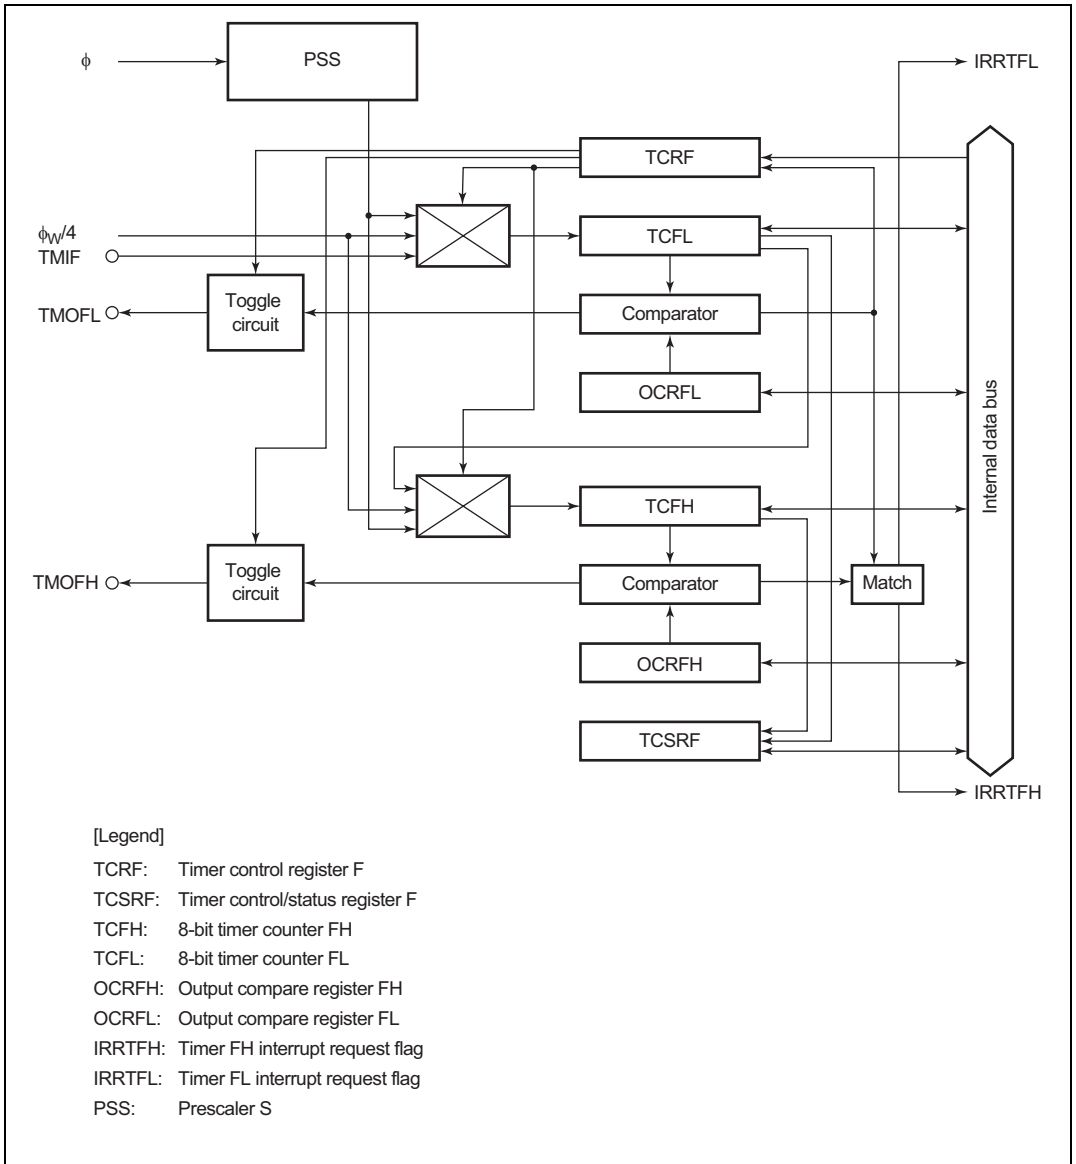 ϕ
PSS
IRRTFL
TCRF
ϕW/4
TMIF
TCFL
TMOFL
Toggle
circuit
Comparator
OCRFL
Internal data bus
TCFH
TMOFH
Toggle
circuit
Comparator
Match
OCRFH
TCSRF
IRRTFH
[Legend]
TCRF: Timer control register F
TCSRF: Timer control/status register F
TCFH: 8-bit timer counter FH
TCFL: 8-bit timer counter FL
OCRFH: Output compare register FH
OCRFL: Output compare register FL
IRRTFH: Timer FH interrupt request flag
IRRTFL: Timer FL interrupt request flag
PSS: Prescaler S